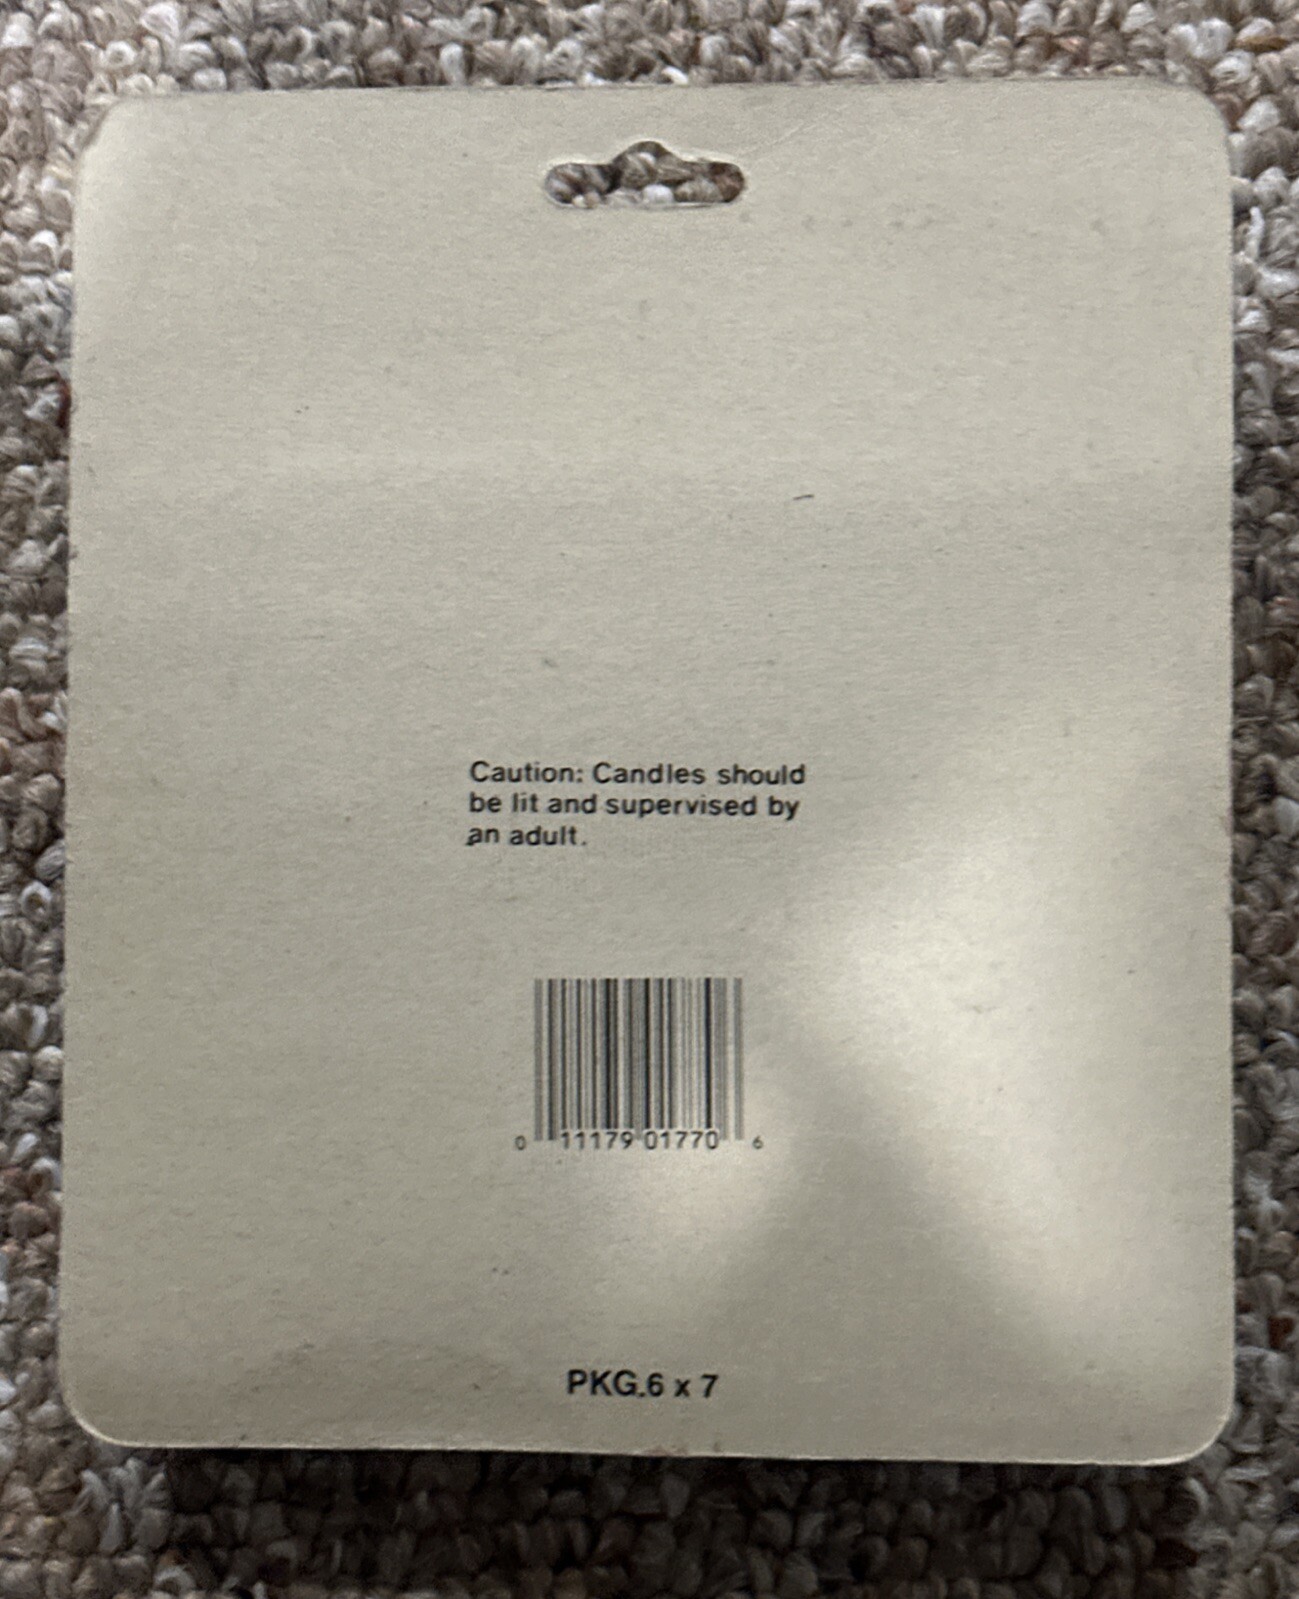 Caution: Candles should
be lit and supervised by
an adult.
0 11179 01770 6
PKG.6 x 7